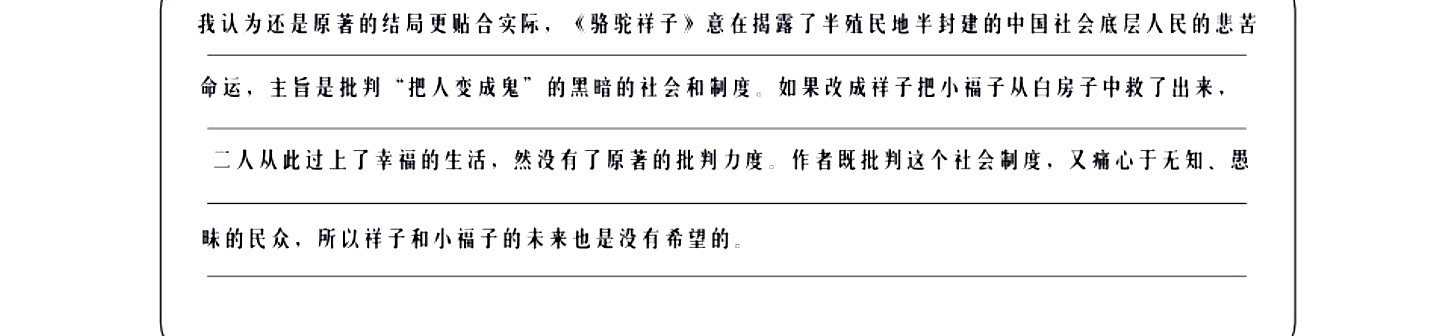 我认为还是原著的结局更贴合实际，《骆驼祥子》意在揭露了半殖民地半封建的中国社会底层人民的悲苦
命运，主旨是批判“把人变成鬼”的黑暗的社会和制度。如果改成祥子把小福子从白房子中救了出来，
二人从此过上了幸福的生活，然没有了原著的批判力度。作者既批判这个社会制度，又痛心于无知、愚
昧的民众，所以祥子和小福子的未来也是没有希望的。